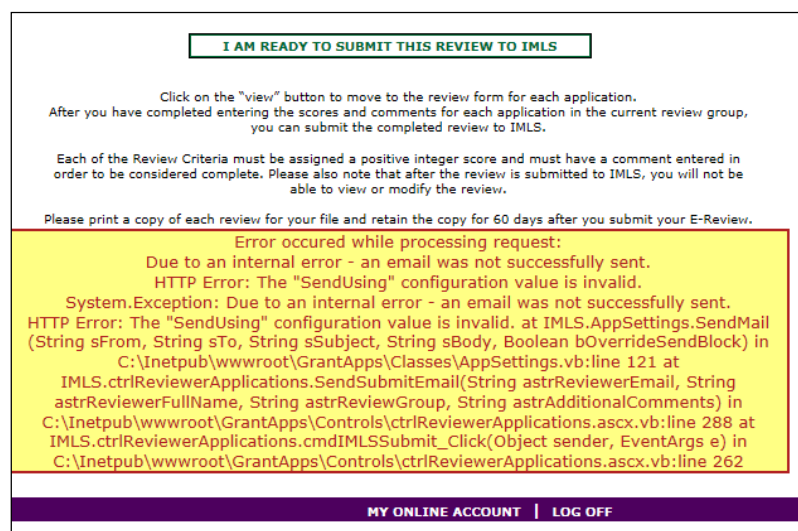 I AM READY TO SUBMIT THIS REVIEW TO IMLS
Click on the "view" button to move to the review form for each application.
After you have completed entering the scores and comments for each application in the current review group,
you can submit the completed review to IMLS.
Each of the Review Criteria must be assigned a positive integer score and must have a comment entered in
order to be considered complete. Please also note that after the review is submitted to IMLS, you will not be
able to view or modify the review.
Please print a copy of each review for your file and retain the copy for 60 days after you submit your E-Review.
Error occured while processing request:
Due to an internal error - an email was not successfully sent.
HTTP Error: The "SendUsing" configuration value is invalid.
System.Exception: Due to an internal error - an email was not successfully sent.
HTTP Error: The "SendUsing" configuration value is invalid. at IMLS.AppSettings.SendMail
(String sFrom, String sTo, String sSubject, String sBody, Boolean bOverrideSendBlock) in
C:\Inetpub\wwwroot\GrantApps\Classes\AppSettings.vb:line 121 at
IMLS.ctrlReviewerApplications.SendSubmitEmail(String astrReviewerEmail, String
astrReviewerFullName, String astrReviewGroup, String astrAdditionalComments) in
C:\Inetpub\wwwroot\GrantApps\Controls\ctrlReviewerApplications.ascx.vb:line 288 at
IMLS.ctrlReviewerApplications.cmdIMLSSubmit_Click(Object sender, EventArgs e) in
C:\Inetpub\wwwroot\GrantApps\Controls\ctrlReviewerApplications.ascx.vb:line 262
MY ONLINE ACCOUNT | LOG OFF